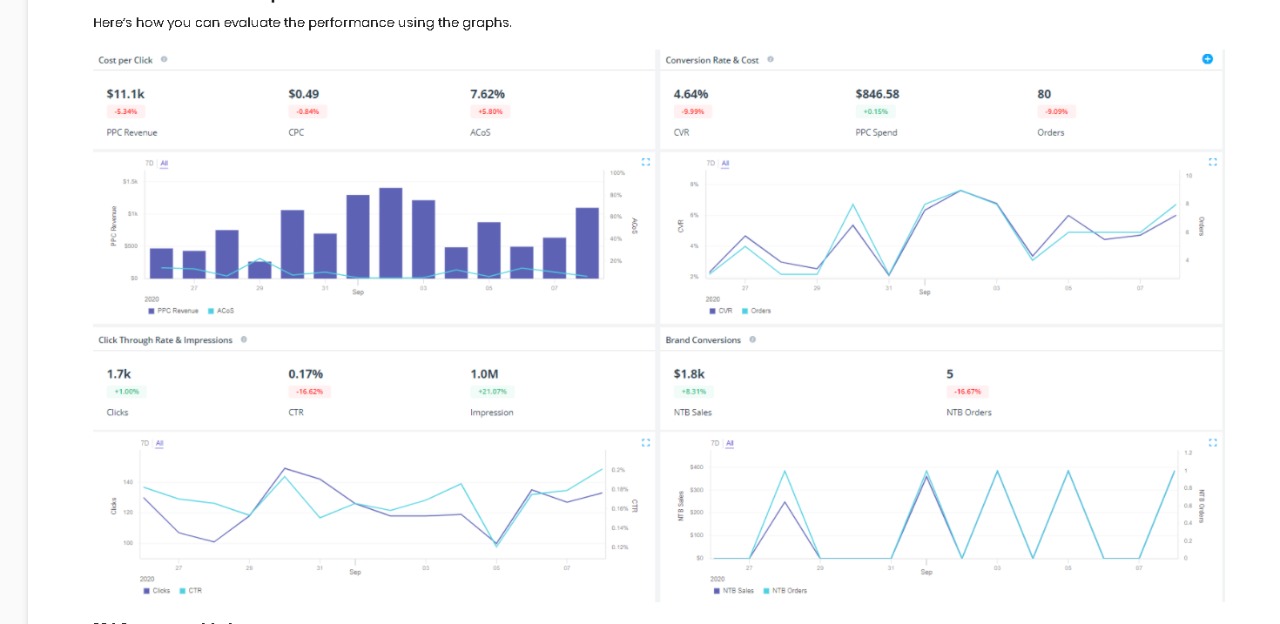 Here's how you can evaluate the performance using the graphs.
Cost per Click
$11.1k $0.49 7.62%
-5.34% -0.84% +5.80%
PPC Revenue CPC ACoS
7D All
$1.5k
$1k
$500
$0
PPC Revenue
100%
80%
60%
40%
20%
ACoS
27 29 31 Sep 03 05 07
2020
PPC Revenue ACoS
Conversion Rate & Cost
4.64% $846.58 80
-9.99% +0.15% -9.09%
CVR PPC Spend Orders
7D All
8%
6%
4%
2%
CVR
10
8
6
4
Orders
27 29 31 Sep 03 05 07
2020
CVR Orders
Click Through Rate & Impressions
1.7k 0.17% 1.0M
+1.00% -16.62% +21.07%
Clicks CTR Impression
7D All
140
120
100
Clicks
0.2%
0.18%
0.16%
0.14%
0.12%
CTR
27 29 31 Sep 03 05 07
2020
Clicks CTR
Brand Conversions
$1.8k 5
+8.31% -16.67%
NTB Sales NTB Orders
7D All
$400
$300
$200
$100
$0
NTB Sales
1.2
1
0.8
0.6
0.4
0.2
0
NTB Orders
27 29 31 Sep 03 05 07
2020
NTB Sales NTB Orders